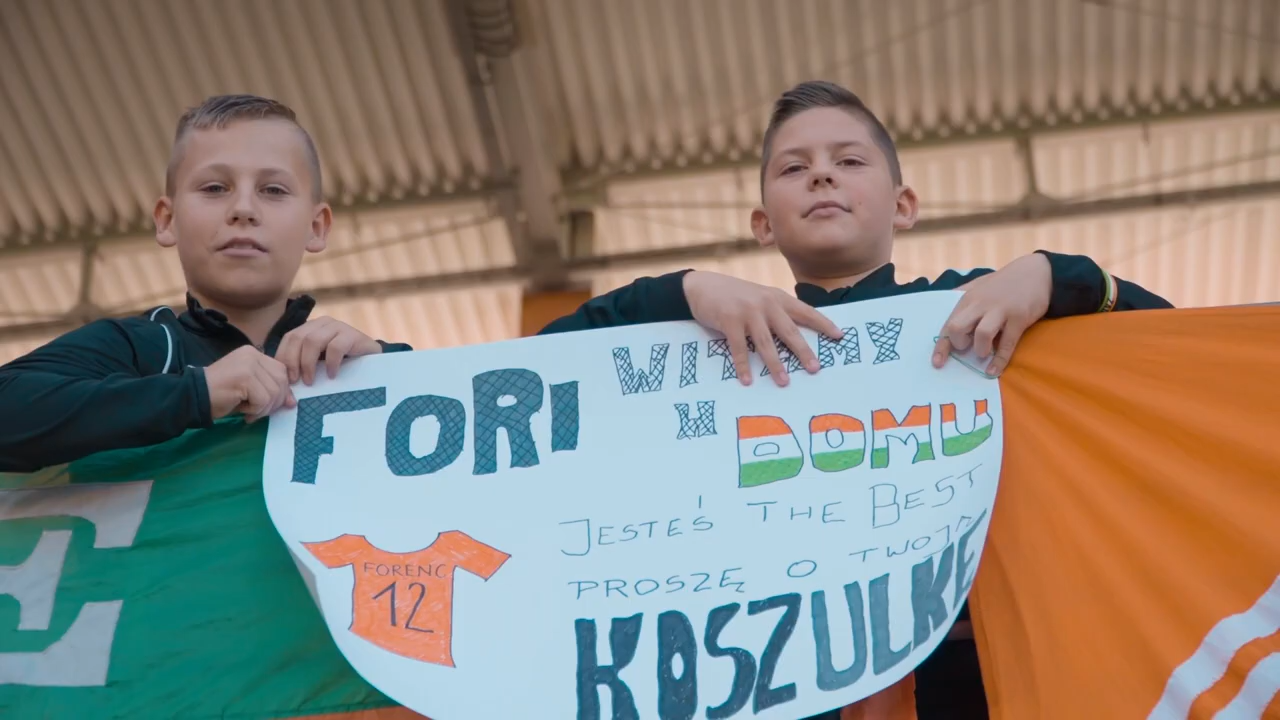 FORI
WITAMY
W
DOMU
JESTEŚ THE BEST
PROSZĘ O TWOJĄ
KOSZULKĘ
FORENC
12
E